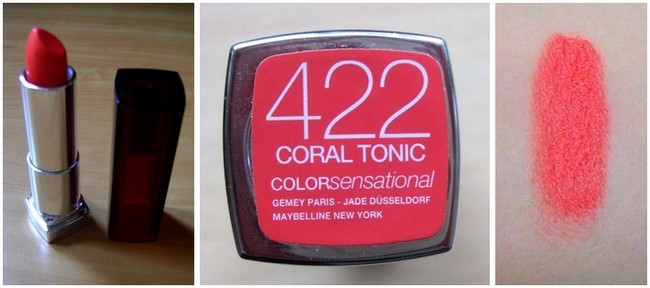 422
CORAL TONIC
COLORsensational
GEMEY PARIS - JADE DÜSSELDORF
MAYBELLINE NEW YORK